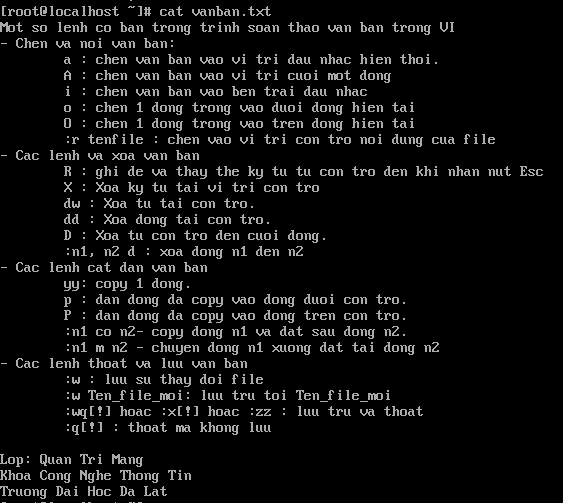 [root@localhost ~]# cat vanban.txt
Mot so lenh co ban trong trinh soan thao van ban trong VI
- Chen va noi van ban:
a : chen van ban vao vi tri dau nhac hien thoi.
A : chen van ban vao vi tri cuoi mot dong
i : chen van ban vao ben trai dau nhac
o : chen 1 dong trong vao duoi dong hien tai
O : chen 1 dong trong vao tren dong hien tai
:r tenfile : chen vao vi tri con tro noi dung cua file
- Cac lenh va xoa van ban
R : ghi de va thay the ky tu tu con tro den khi nhan nut Esc
X : Xoa ky tu tai vi tri con tro
dw : Xoa tu tai con tro.
dd : Xoa dong tai con tro.
D : Xoa tu con tro den cuoi dong.
:n1, n2 d : xoa dong n1 den n2
- Cac lenh cat dan van ban
yy: copy 1 dong.
p : dan dong da copy vao dong duoi con tro.
P : dan dong da copy vao dong tren con tro.
:n1 co n2- copy dong n1 va dat sau dong n2.
:n1 m n2 - chuyen dong n1 xuong dat tai dong n2
- Cac lenh thoat va luu van ban
:w : luu su thay doi file
:w Ten_file_moi: luu tru toi Ten_file_moi
:wq[!] hoac :x[!] hoac :zz : luu tru va thoat
:q[!] : thoat ma khong luu
Lop: Quan Tri Mang
Khoa Cong Nghe Thong Tin
Truong Dai Hoc Da Lat